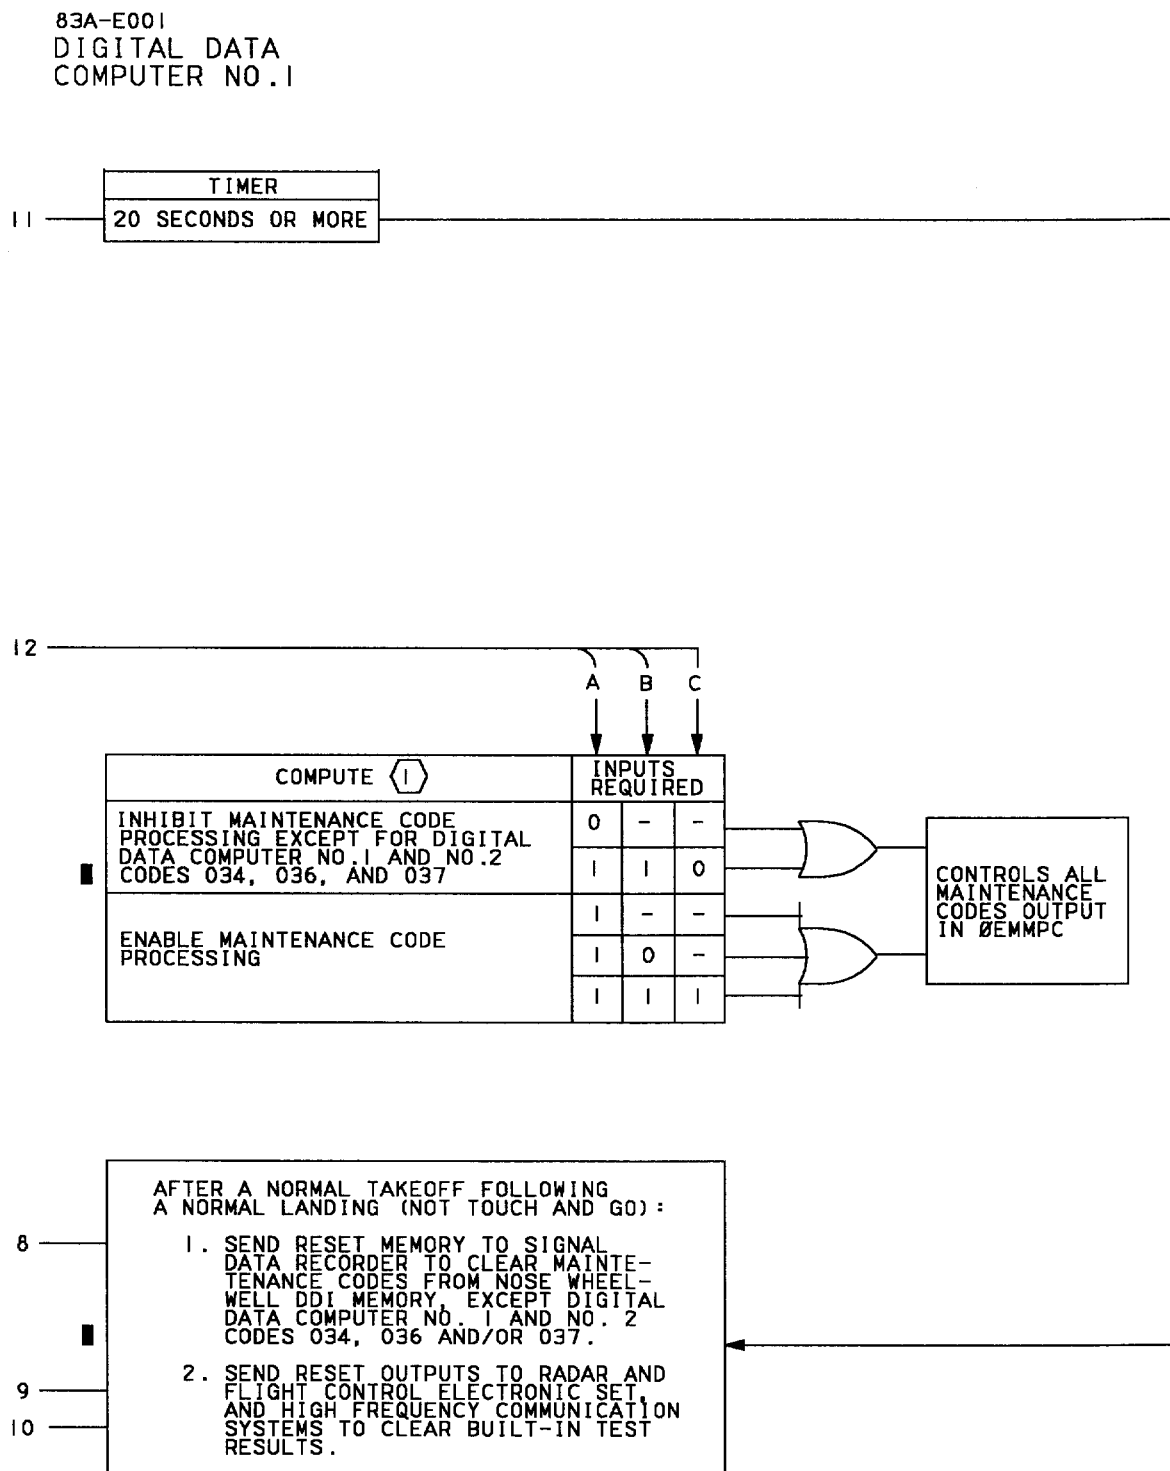 83A-E001
DIGITAL DATA
COMPUTER NO.1
TIMER
11
20 SECONDS OR MORE
12
A B C
COMPUTE 1
INPUTS
REQUIRED
INHIBIT MAINTENANCE CODE
PROCESSING EXCEPT FOR DIGITAL
DATA COMPUTER NO.1 AND NO.2
CODES 034, 036, AND 037
0 - -
1 1 0
ENABLE MAINTENANCE CODE
PROCESSING
1 - -
1 0 -
1 1 1
CONTROLS ALL
MAINTENANCE
CODES OUTPUT
IN ØEMMPC
AFTER A NORMAL TAKEOFF FOLLOWING
A NORMAL LANDING (NOT TOUCH AND GO):
8
1. SEND RESET MEMORY TO SIGNAL
DATA RECORDER TO CLEAR MAINTE-
TENANCE CODES FROM NOSE WHEEL-
WELL DDI MEMORY, EXCEPT DIGITAL
DATA COMPUTER NO. 1 AND NO. 2
CODES 034, 036 AND/OR 037.
9
10
2. SEND RESET OUTPUTS TO RADAR AND
FLIGHT CONTROL ELECTRONIC SET,
AND HIGH FREQUENCY COMMUNICATION
SYSTEMS TO CLEAR BUILT-IN TEST
RESULTS.